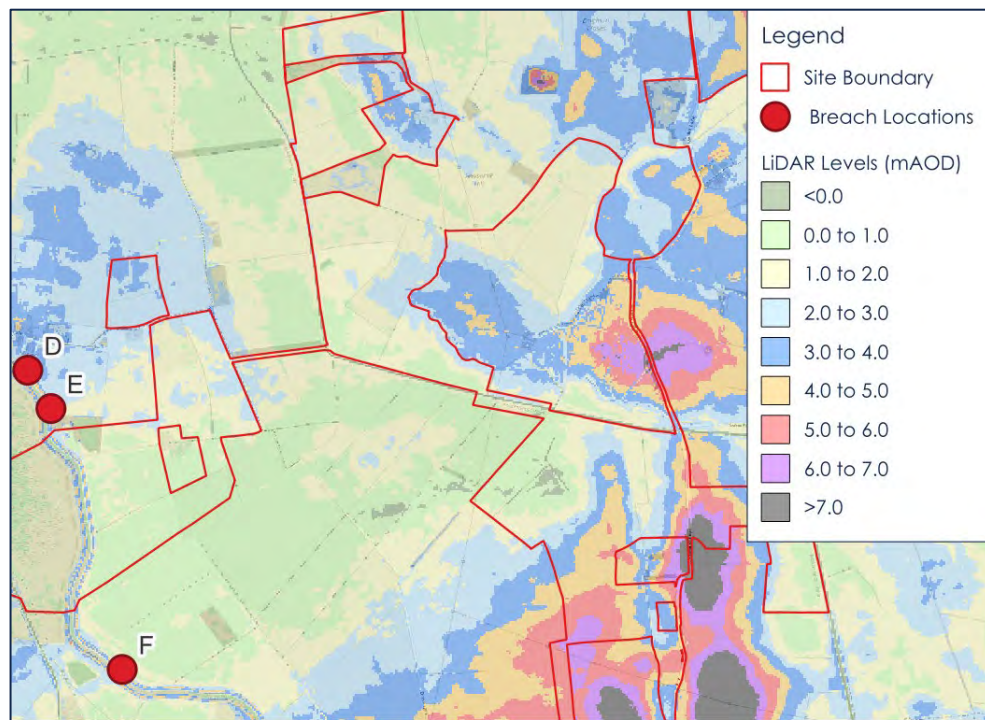 D
E
F
Legend
Site Boundary
Breach Locations
LiDAR Levels (mAOD)
<0.0
0.0 to 1.0
1.0 to 2.0
2.0 to 3.0
3.0 to 4.0
4.0 to 5.0
5.0 to 6.0
6.0 to 7.0
>7.0